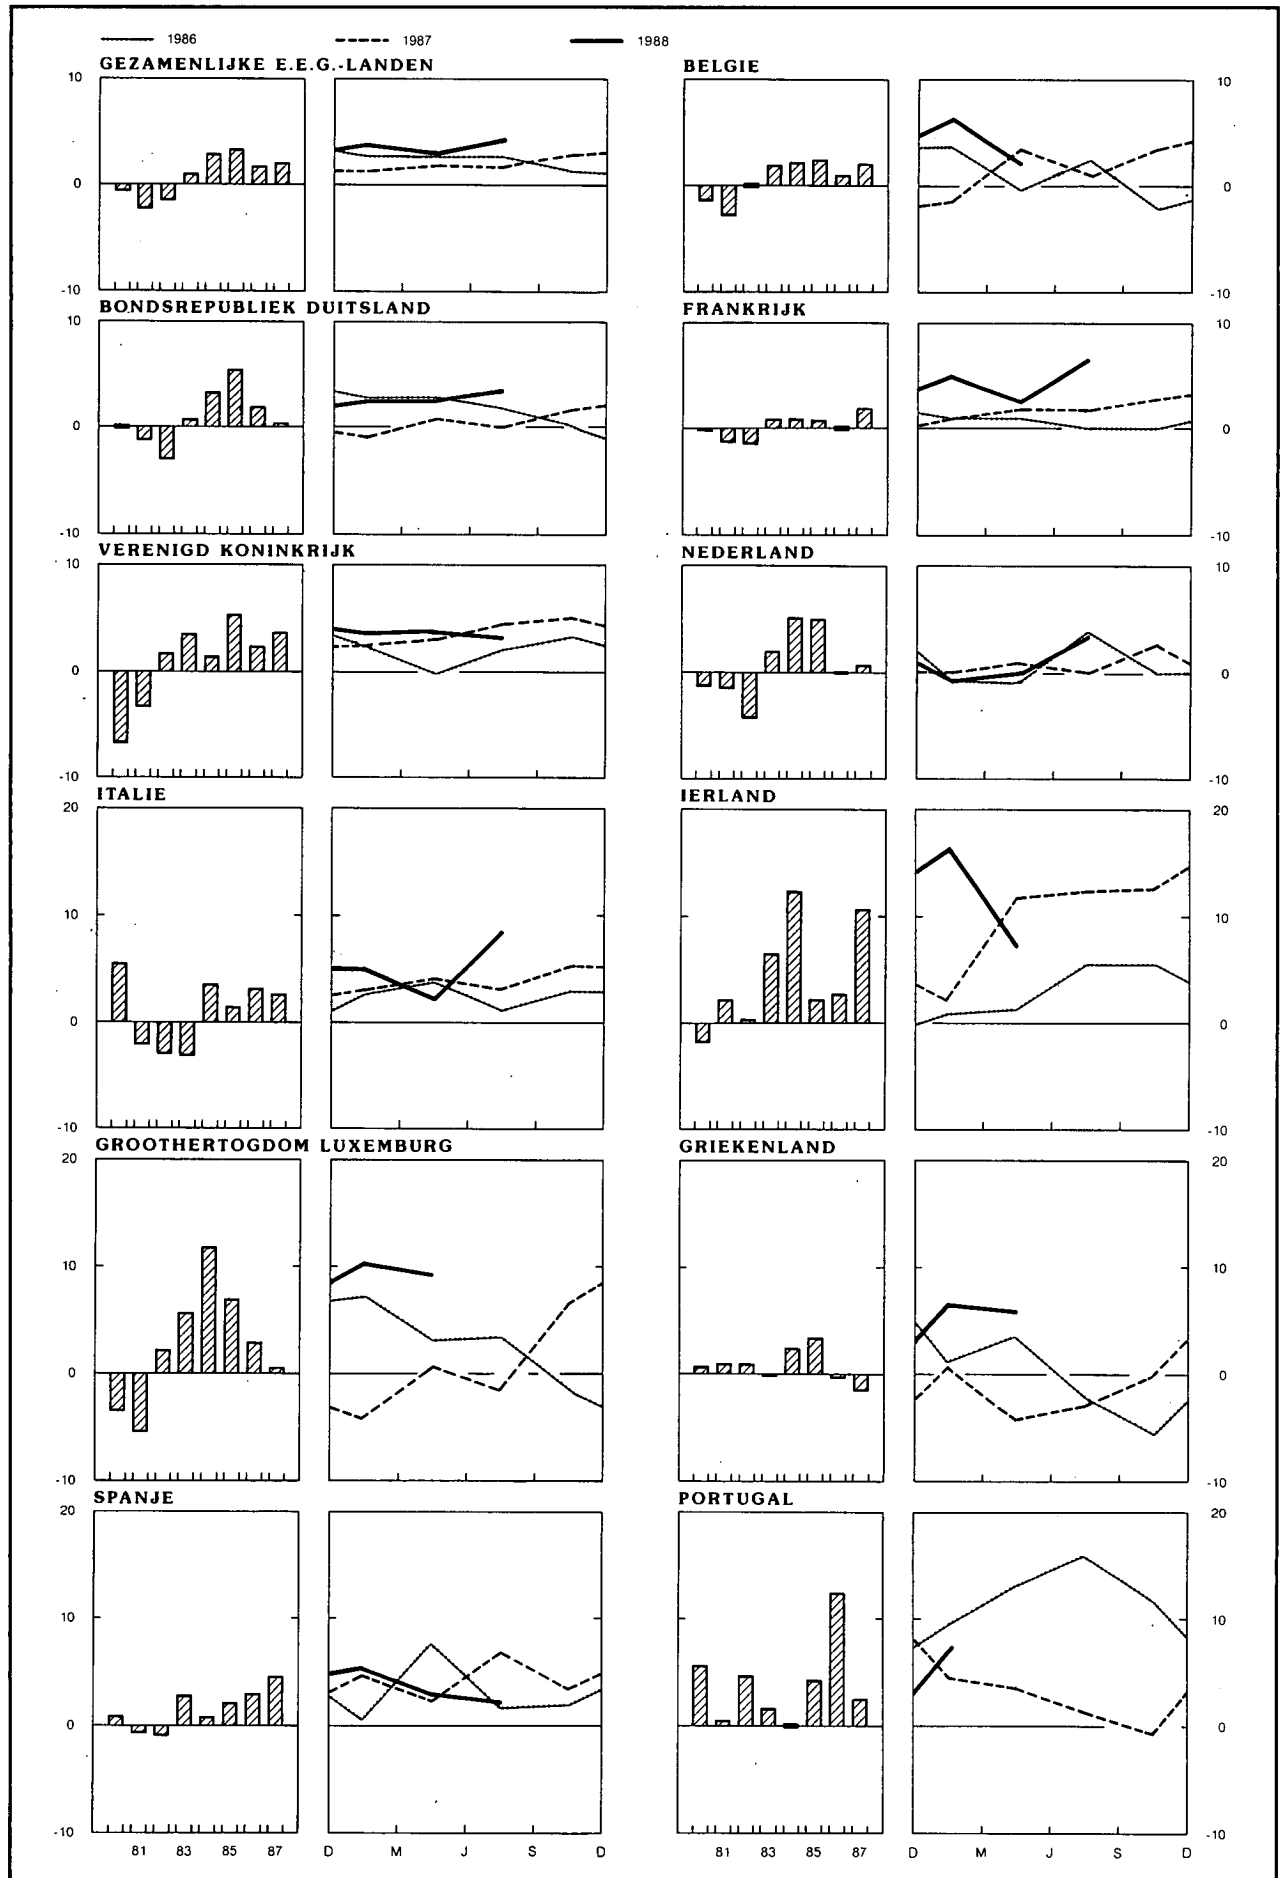 1986 1987 1988
GEZAMENLIJKE E.E.G.-LANDEN BELGIE
10 10
0 0
-10 -10
BONDSREPUBLIEK DUITSLAND FRANKRIJK
10 10
0 0
-10 -10
VERENIGD KONINKRIJK NEDERLAND
10 10
0 0
-10 -10
ITALIE IERLAND
20 20
10 10
0 0
-10 -10
GROOTHERTOGDOM LUXEMBURG GRIEKENLAND
20 20
10 10
0 0
-10 -10
SPANJE PORTUGAL
20 20
10 10
0 0
-10 -10
81 83 85 87 D M J S D 81 83 85 87 D M J S D